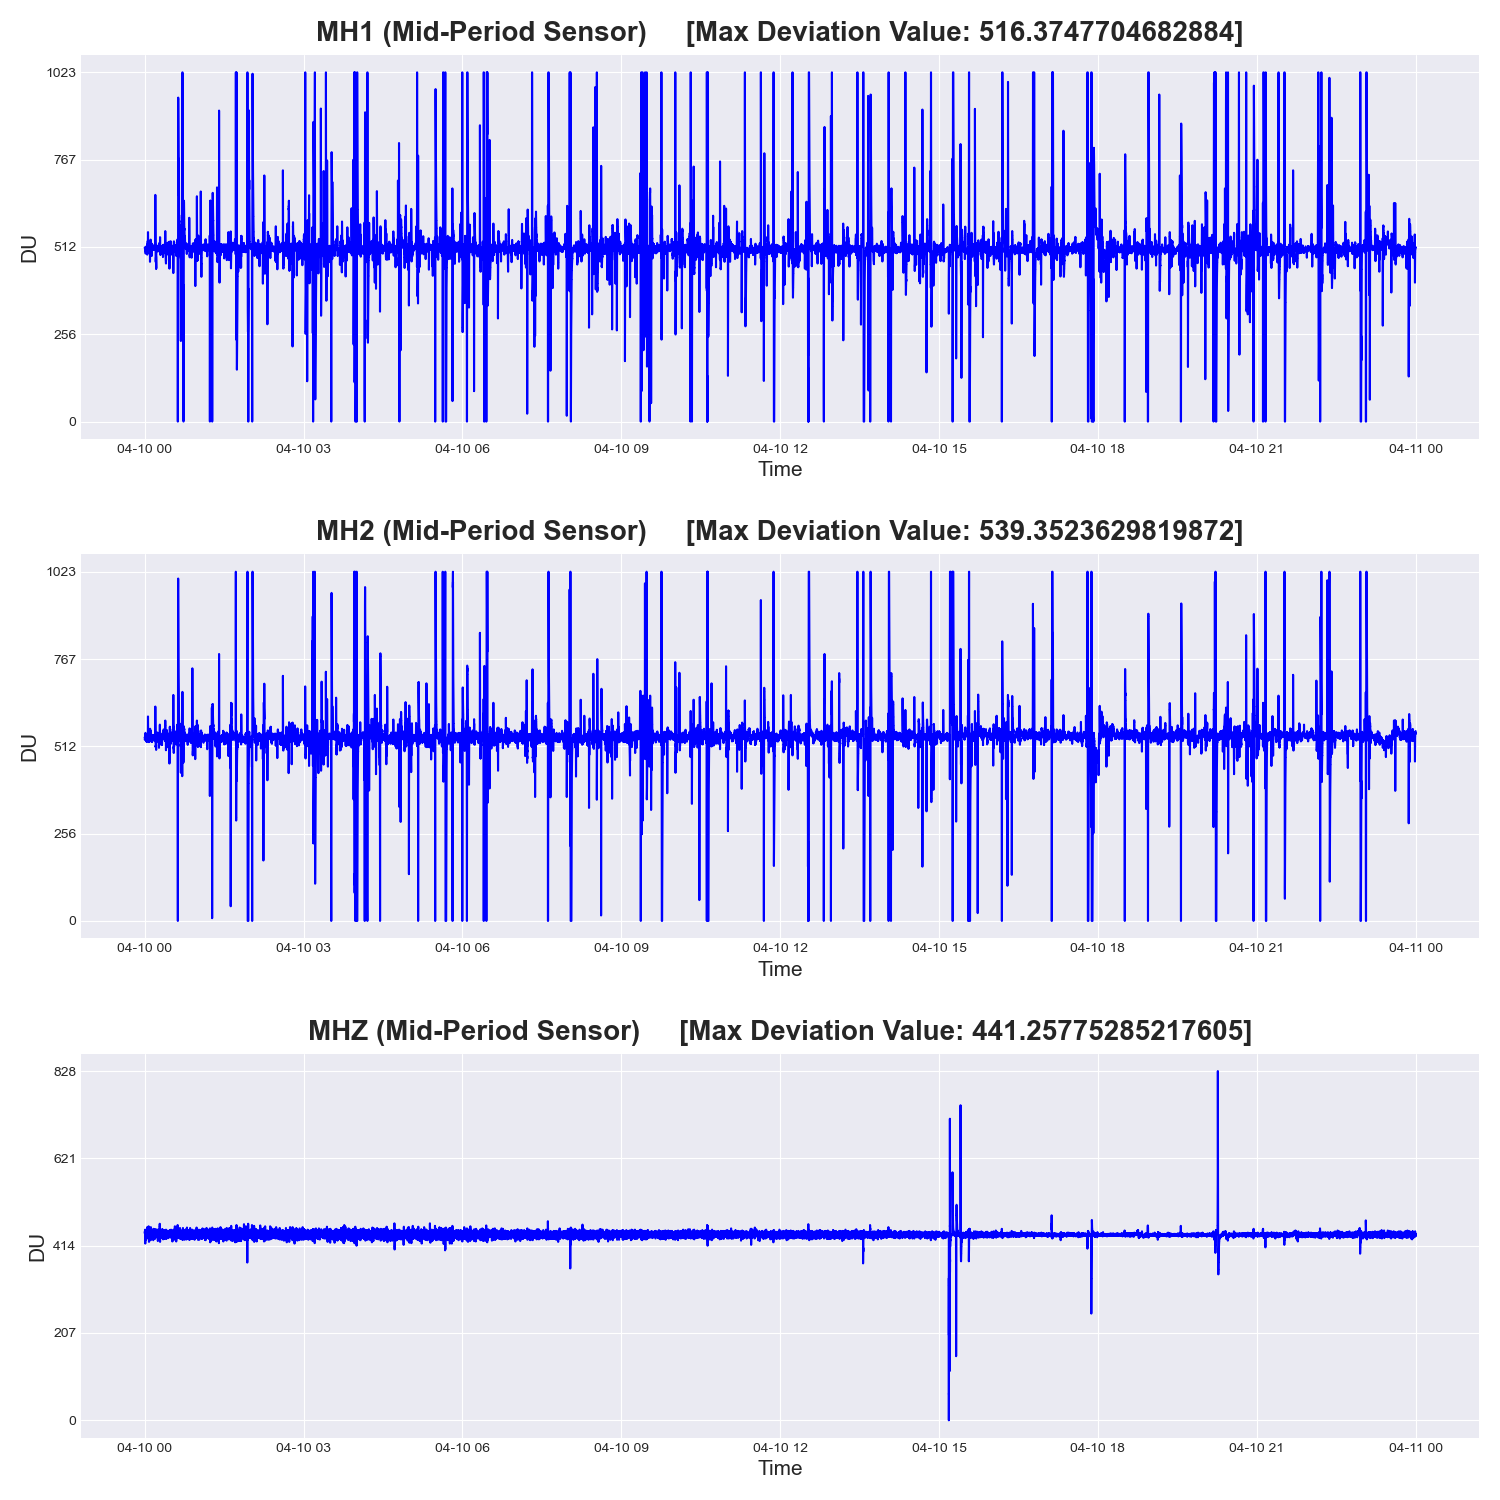 MH1 (Mid-Period Sensor)     [Max Deviation Value: 516.3747704682884]
1023
767
512
256
0
DU
04-10 00 04-10 03 04-10 06 04-10 09 04-10 12 04-10 15 04-10 18 04-10 21 04-11 00
Time
MH2 (Mid-Period Sensor)     [Max Deviation Value: 539.3523629819872]
1023
767
512
256
0
DU
04-10 00 04-10 03 04-10 06 04-10 09 04-10 12 04-10 15 04-10 18 04-10 21 04-11 00
Time
MHZ (Mid-Period Sensor)     [Max Deviation Value: 441.25775285217605]
828
621
414
207
0
DU
04-10 00 04-10 03 04-10 06 04-10 09 04-10 12 04-10 15 04-10 18 04-10 21 04-11 00
Time